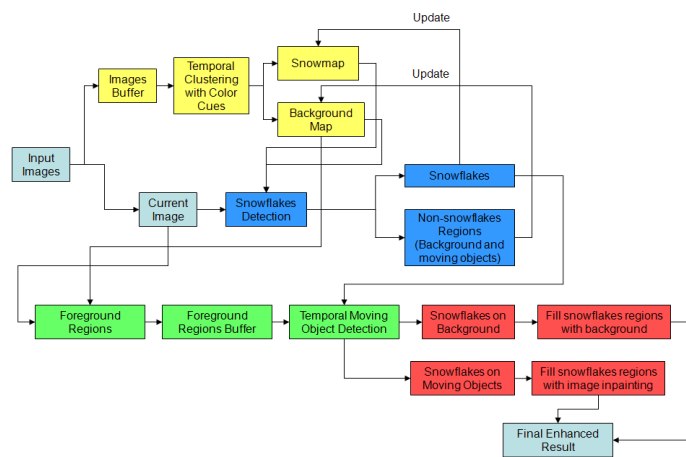 Update
Snowmap
Temporal
Clustering
with Color
Cues
Images
Buffer
Update
Background
Map
Input
Images
Snowflakes
Current
Image
Snowflakes
Detection
Non-snowflakes
Regions
(Background and
moving objects)
Foreground
Regions
Foreground
Regions Buffer
Temporal Moving
Object Detection
Snowflakes on
Background
Fill snowflakes regions
with background
Snowflakes on
Moving Objects
Fill snowflakes regions
with image inpainting
Final Enhanced
Result